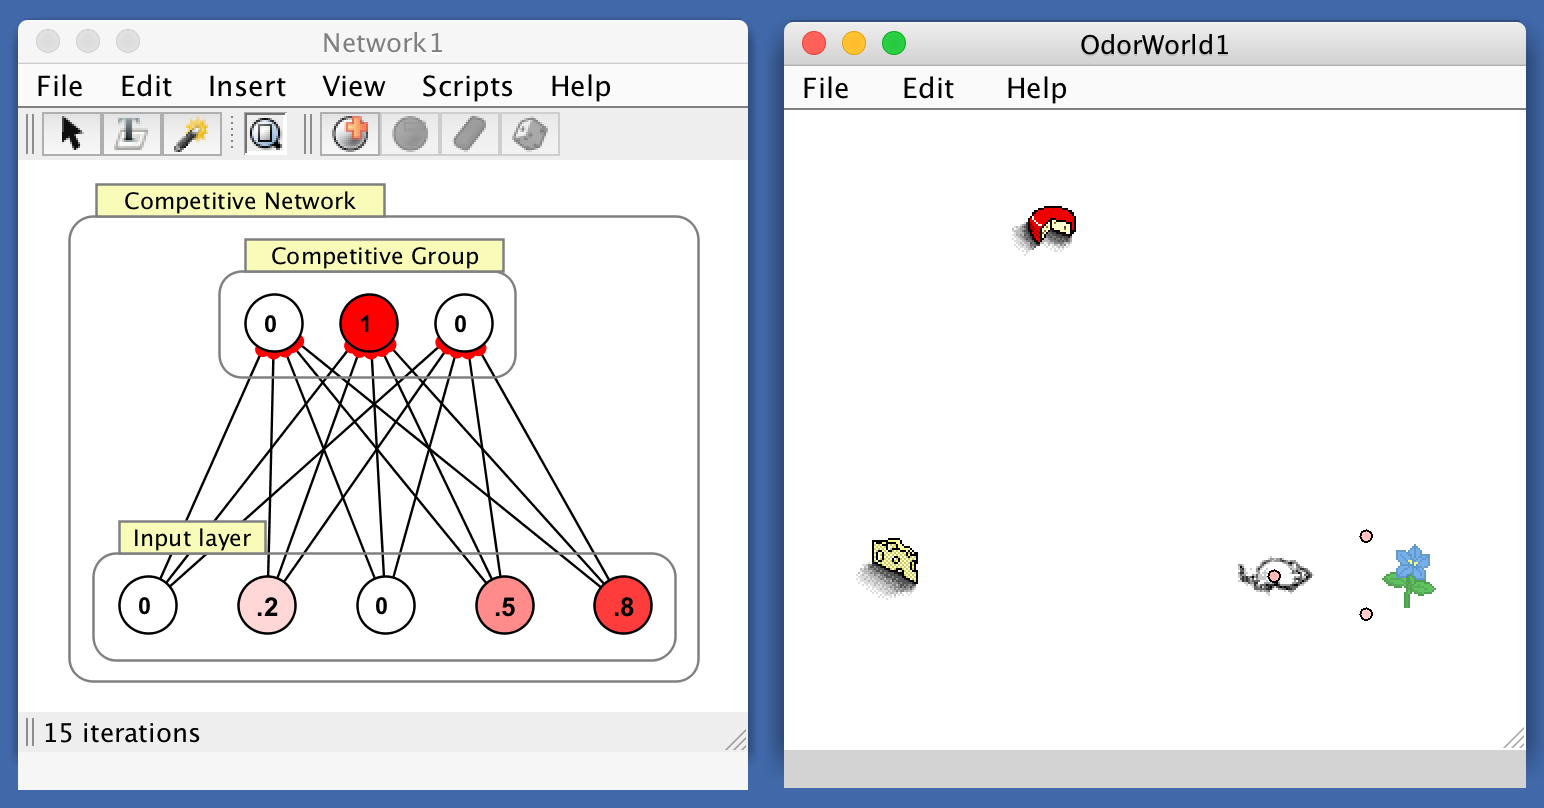 Network1
File Edit Insert View Scripts Help
Competitive Network
Competitive Group
0 1 0
Input layer
0 .2 0 .5 .8
15 iterations
OdorWorld1
File Edit Help